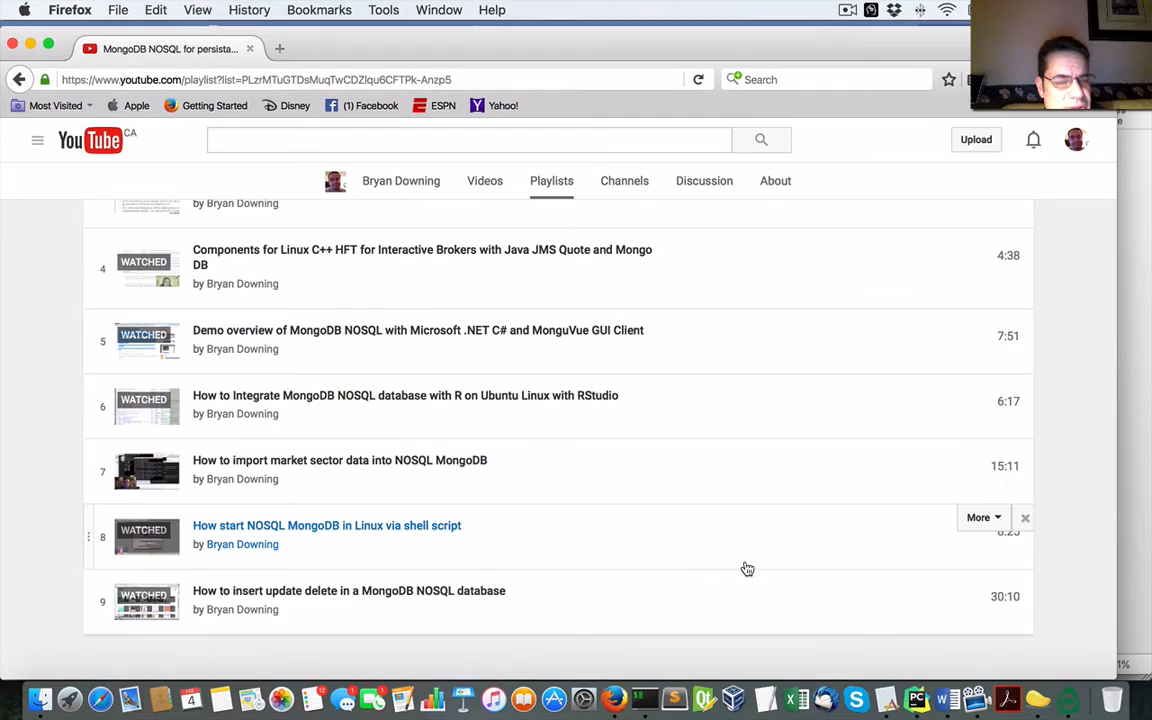 Firefox File Edit View History Bookmarks Tools Window Help
MongoDB NOSQL for persista...
https://www.youtube.com/playlist?list=PLzrMTuGTDsMuqTwCDZlqu6CFTPk-Anzp5
Search
Most Visited Apple Getting Started Disney (1) Facebook ESPN Yahoo!
YouTube CA
Upload
Bryan Downing Videos Playlists Channels Discussion About
by Bryan Downing
Components for Linux C++ HFT for Interactive Brokers with Java JMS Quote and Mongo
DB
4 WATCHED 4:38
by Bryan Downing
Demo overview of MongoDB NOSQL with Microsoft .NET C# and MonguVue GUI Client
5 WATCHED 7:51
by Bryan Downing
How to Integrate MongoDB NOSQL database with R on Ubuntu Linux with RStudio
6 WATCHED 6:17
by Bryan Downing
How to import market sector data into NOSQL MongoDB
7 15:11
by Bryan Downing
How start NOSQL MongoDB in Linux via shell script
8 WATCHED More
by Bryan Downing
How to insert update delete in a MongoDB NOSQL database
9 WATCHED 30:10
by Bryan Downing